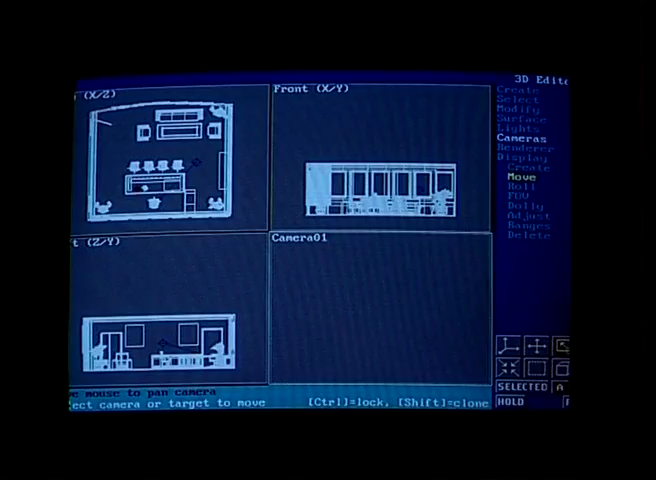 (X/Z)
Front (X/Y)
3D Edit
Create
Select
Modify
Surface
Lights
Cameras
Renderer
Display
Create
Move
Roll
FOV
Dolly
Adjust
Ranges
Delete
t (Z/Y)
Camera01
SELECTED A
HOLD
e mouse to pan camera
ect camera or target to move [Ctrl]=lock, [Shift]=clone